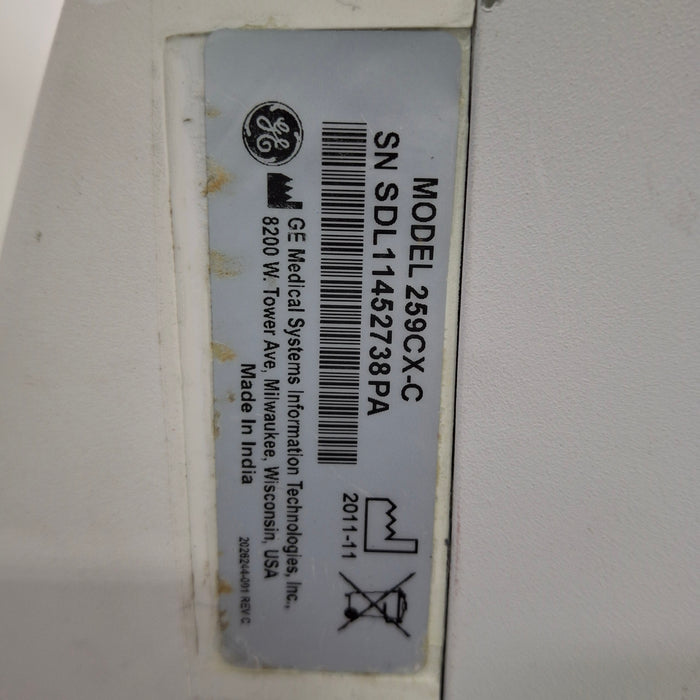 MODEL 259CX-C
SN SDL11452738PA
2011-11
GE
GE Medical Systems Information Technologies, Inc.,
8200 W. Tower Ave, Milwaukee, Wisconsin, USA
Made In India
2026244-091 REV C